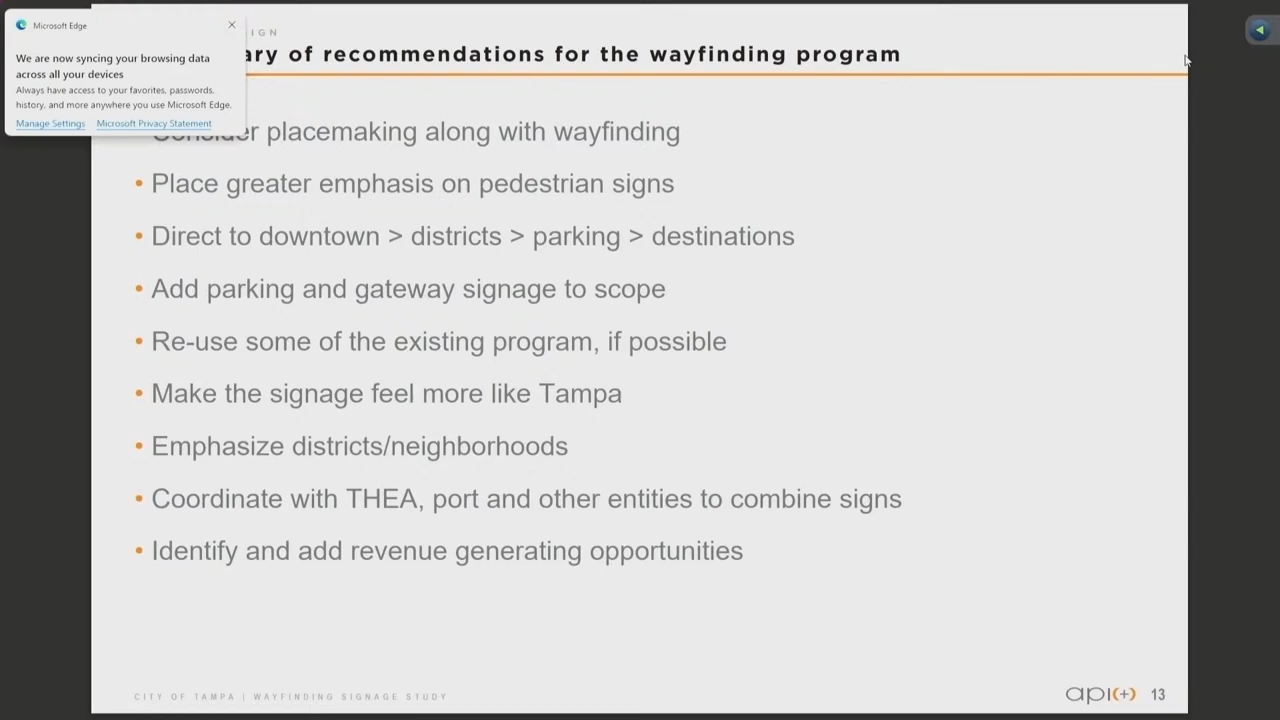 Microsoft Edge
We are now syncing your browsing data
across all your devices
Always have access to your favorites, passwords,
history, and more anywhere you use Microsoft Edge.
Manage Settings Microsoft Privacy Statement
IGN
ary of recommendations for the wayfinding program
Consider placemaking along with wayfinding
• Place greater emphasis on pedestrian signs
• Direct to downtown > districts > parking > destinations
• Add parking and gateway signage to scope
• Re-use some of the existing program, if possible
• Make the signage feel more like Tampa
• Emphasize districts/neighborhoods
• Coordinate with THEA, port and other entities to combine signs
• Identify and add revenue generating opportunities
CITY OF TAMPA | WAYFINDING SIGNAGE STUDY
api(+) 13